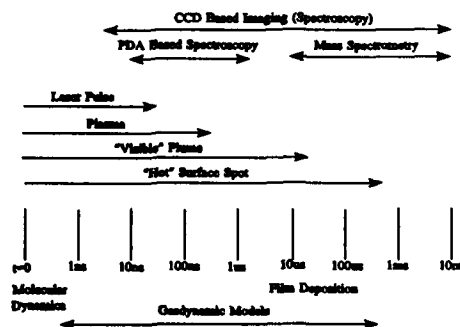 CCD Based Imaging (Spectroscopy)
PDA Based Spectroscopy
Mass Spectrometry
Laser Pulse
Plasma
"Visible" Plume
"Hot" Surface Spot
t=0 1ns 10ns 100ns 1us 10us 100us 1ms 10ms
Molecular Dynamics
Film Deposition
Gasdynamic Models